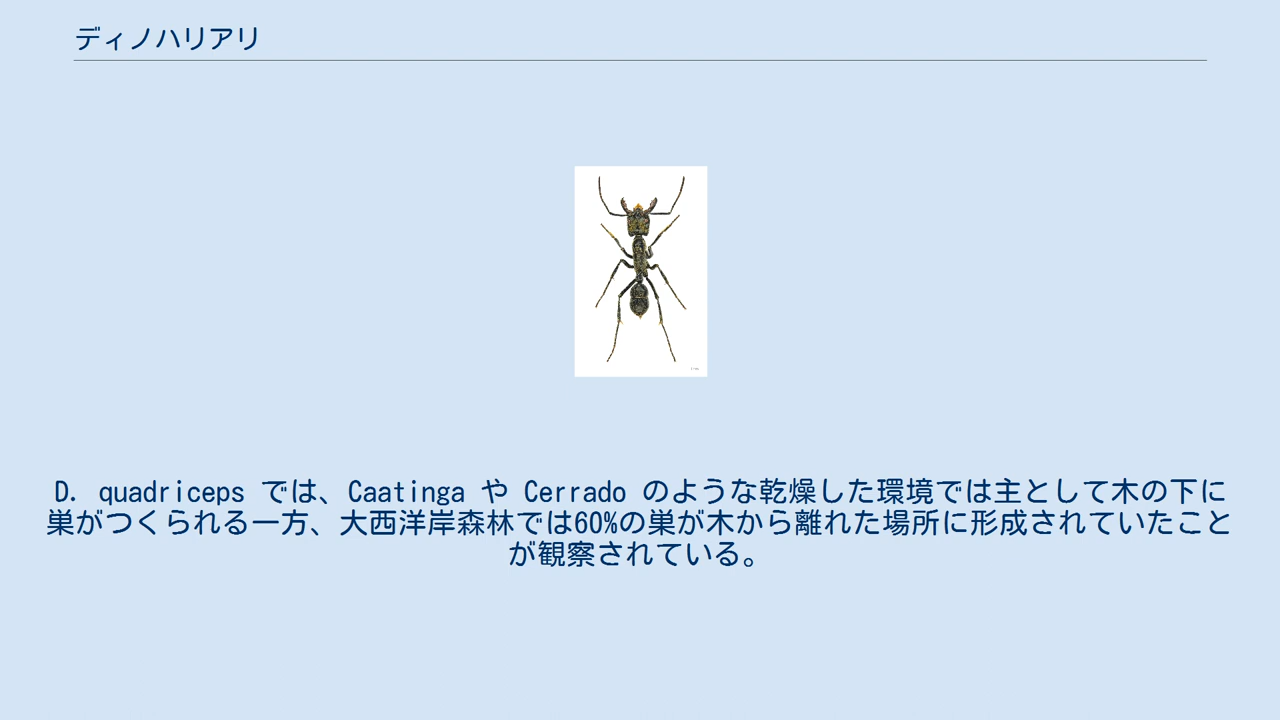 ディノハリアリ
D. quadriceps では、Caatinga や Cerrado のような乾燥した環境では主として木の下に
巣がつくられる一方、大西洋岸森林では60%の巣が木から離れた場所に形成されていたこと
が観察されている。